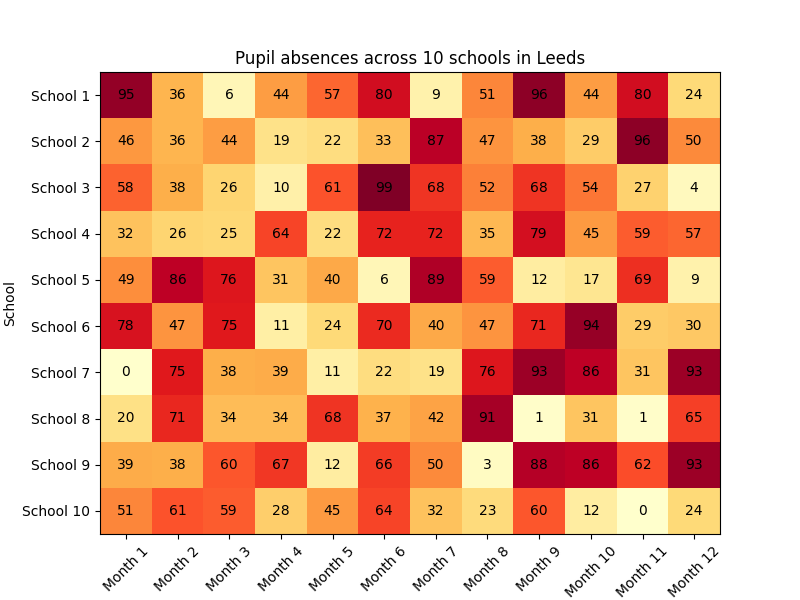 Pupil absences across 10 schools in Leeds
School
School 1 95 36 6 44 57 80 9 51 96 44 80 24
School 2 46 36 44 19 22 33 87 47 38 29 96 50
School 3 58 38 26 10 61 99 68 52 68 54 27 4
School 4 32 26 25 64 22 72 72 35 79 45 59 57
School 5 49 86 76 31 40 6 89 59 12 17 69 9
School 6 78 47 75 11 24 70 40 47 71 94 29 30
School 7 0 75 38 39 11 22 19 76 93 86 31 93
School 8 20 71 34 34 68 37 42 91 1 31 1 65
School 9 39 38 60 67 12 66 50 3 88 86 62 93
School 10 51 61 59 28 45 64 32 23 60 12 0 24
Month 1 Month 2 Month 3 Month 4 Month 5 Month 6 Month 7 Month 8 Month 9 Month 10 Month 11 Month 12